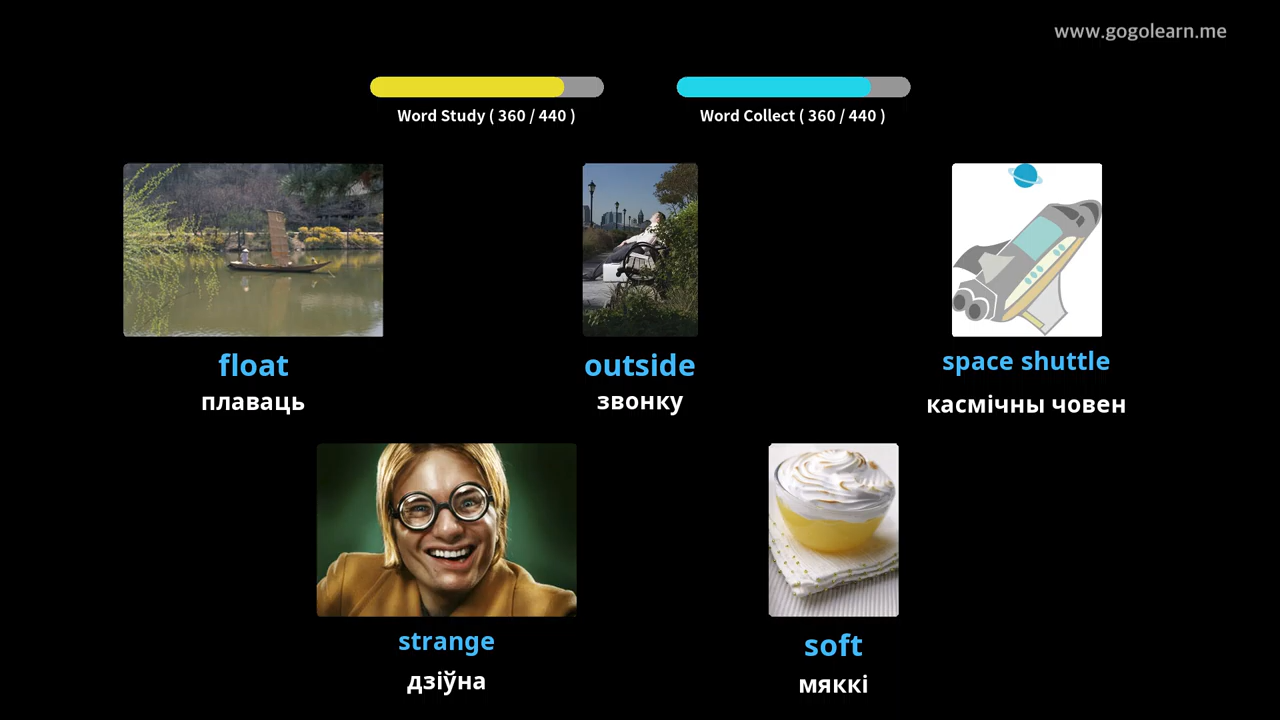 www.gogolearn.me
Word Study ( 360 / 440 )
Word Collect ( 360 / 440 )
float
плаваць
outside
звонку
space shuttle
касмічны човен
strange
дзіўна
soft
мяккі